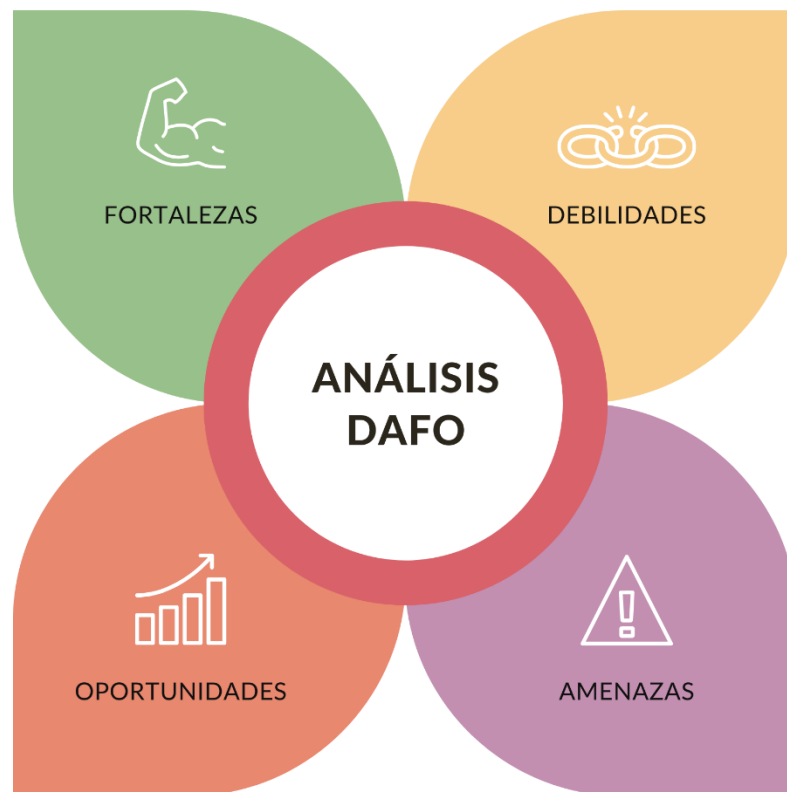 FORTALEZAS
DEBILIDADES
ANÁLISIS
DAFO
OPORTUNIDADES
AMENAZAS